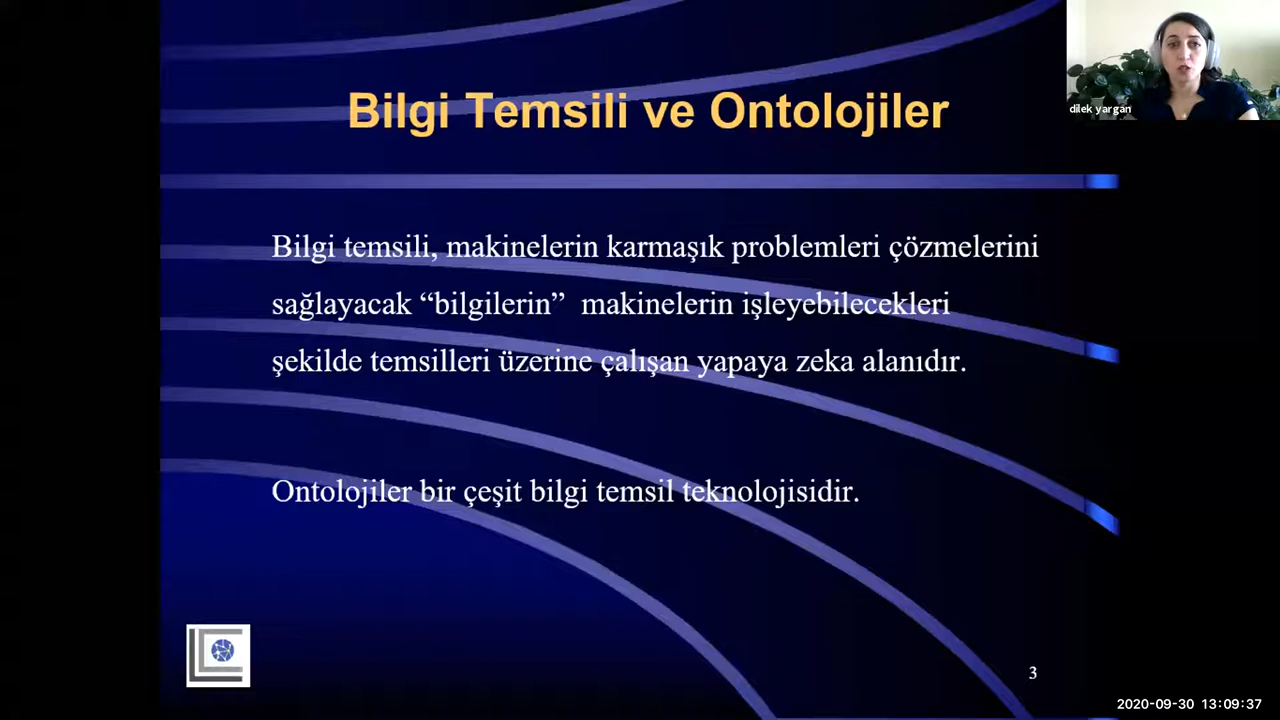 Bilgi Temsili ve Ontolojiler
dilek yargan
Bilgi temsili, makinelerin karmaşık problemleri çözmelerini
sağlayacak “bilgilerin” makinelerin işleyebilecekleri
şekilde temsilleri üzerine çalışan yapaya zeka alanıdır.
Ontolojiler bir çeşit bilgi temsil teknolojisidir.
3
2020-09-30 13:09:37